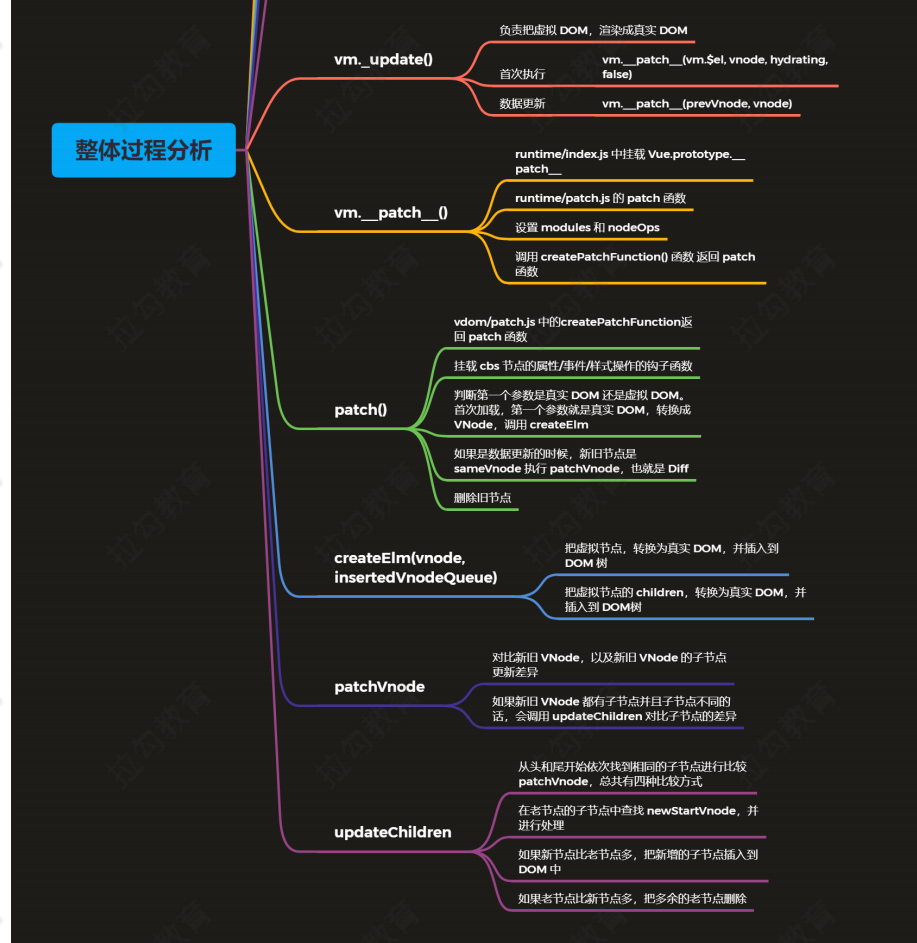 整体过程分析
vm._update()
负责把虚拟 DOM，渲染成真实 DOM
首次执行
vm.__patch__(vm.$el, vnode, hydrating,
false)
数据更新
vm.__patch__(prevVnode, vnode)
vm.__patch__()
runtime/index.js 中挂载 Vue.prototype.__
patch__
runtime/patch.js 的 patch 函数
设置 modules 和 nodeOps
调用 createPatchFunction() 函数 返回 patch
函数
patch()
vdom/patch.js 中的createPatchFunction返
回 patch 函数
挂载 cbs 节点的属性/事件/样式操作的钩子函数
判断第一个参数是真实 DOM 还是虚拟 DOM。
首次加载，第一个参数就是真实 DOM，转换成
VNode，调用 createElm
如果是数据更新的时候，新旧节点是
sameVnode 执行 patchVnode，也就是 Diff
删除旧节点
createElm(vnode,
insertedVnodeQueue)
把虚拟节点，转换为真实 DOM，并插入到
DOM 树
把虚拟节点的 children，转换为真实 DOM，并
插入到 DOM树
patchVnode
对比新旧 VNode，以及新旧 VNode 的子节点
更新差异
如果新旧 VNode 都有子节点并且子节点不同的
话，会调用 updateChildren 对比子节点的差异
updateChildren
从头和尾开始依次找到相同的子节点进行比较
patchVnode，总共有四种比较方式
在老节点的子节点中查找 newStartVnode，并
进行处理
如果新节点比老节点多，把新增的子节点插入到
DOM 中
如果老节点比新节点多，把多余的老节点删除
拉勾教育